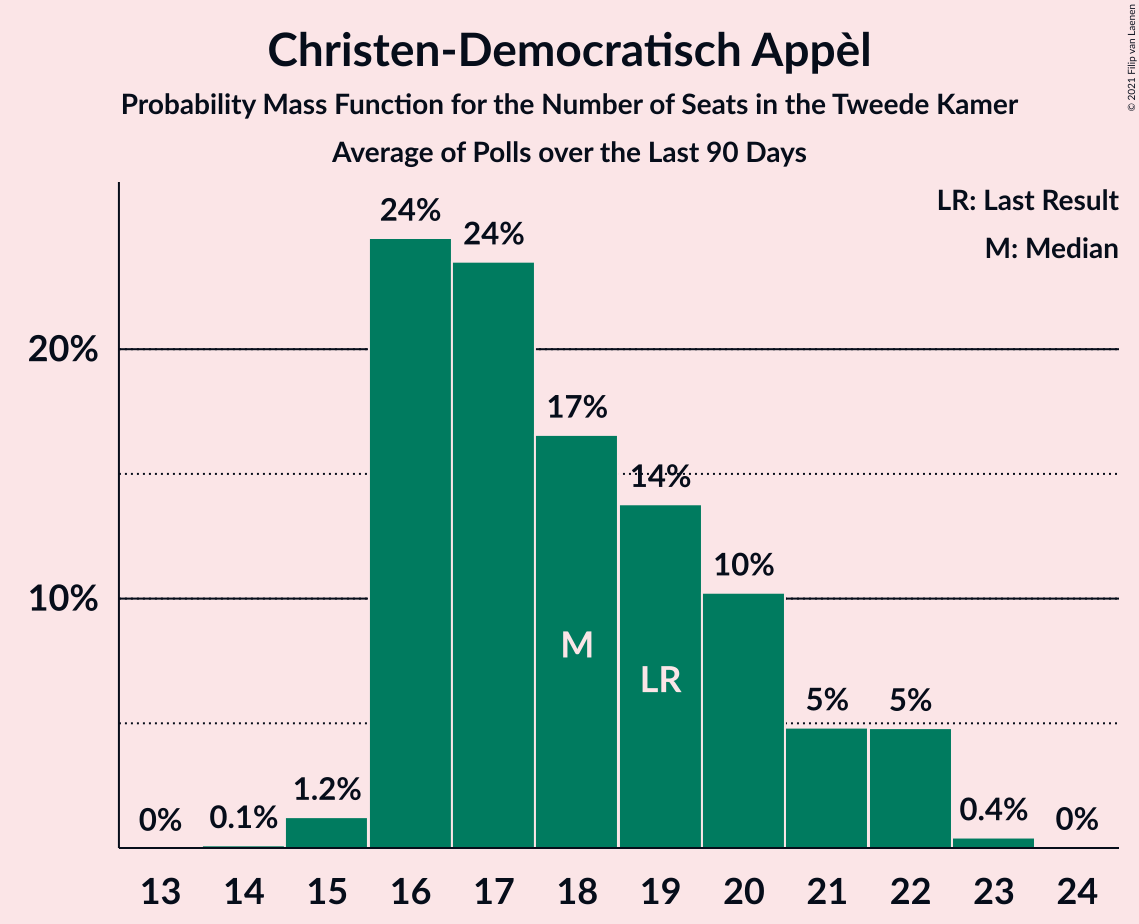 Christen-Democratisch Appèl
Probability Mass Function for the Number of Seats in the Tweede Kamer
Average of Polls over the Last 90 Days
© 2021 Filip van Laenen
LR: Last Result
M: Median
24%
24%
20%
17%
14%
10%
10%
M
LR
5%
5%
1.2%
0%
0.1%
0.4%
0%
13 14 15 16 17 18 19 20 21 22 23 24